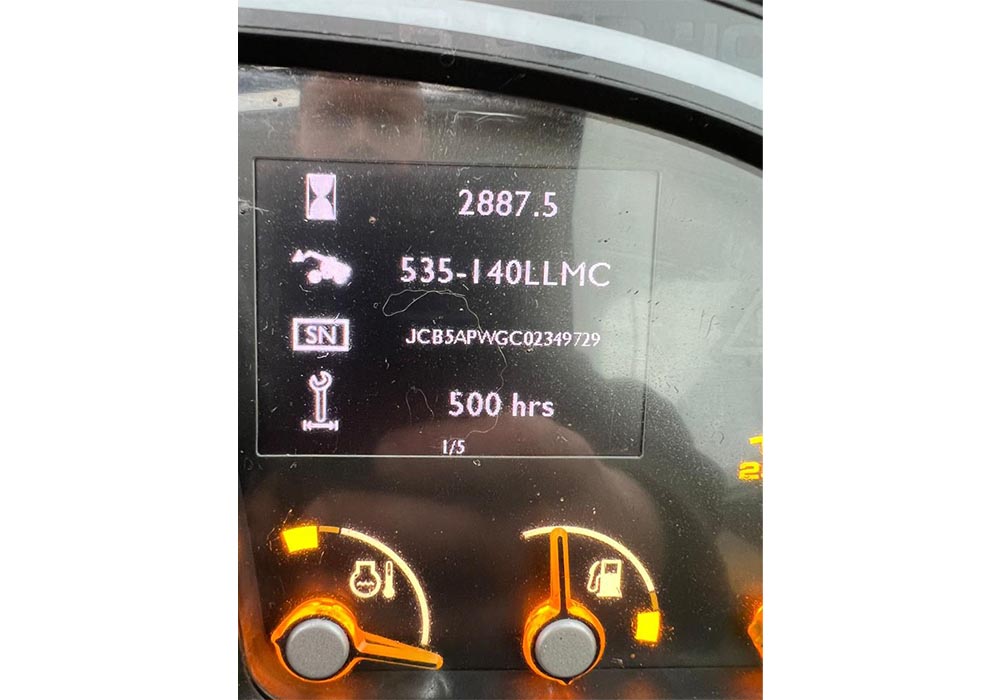 2887.5
535-140LLMC
SN
JCB5APWGC02349729
500 hrs
1/5